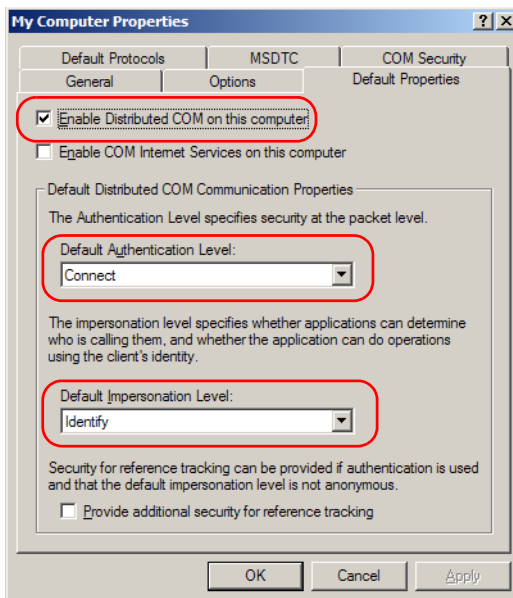 My Computer Properties
Default Protocols
MSDTC
COM Security
General
Options
Default Properties
Enable Distributed COM on this computer
Enable COM Internet Services on this computer
Default Distributed COM Communication Properties
The Authentication Level specifies security at the packet level.
Default Authentication Level:
Connect
The impersonation level specifies whether applications can determine
who is calling them, and whether the application can do operations
using the client's identity.
Default Impersonation Level:
Identify
Security for reference tracking can be provided if authentication is used
and that the default impersonation level is not anonymous.
Provide additional security for reference tracking
OK
Cancel
Apply